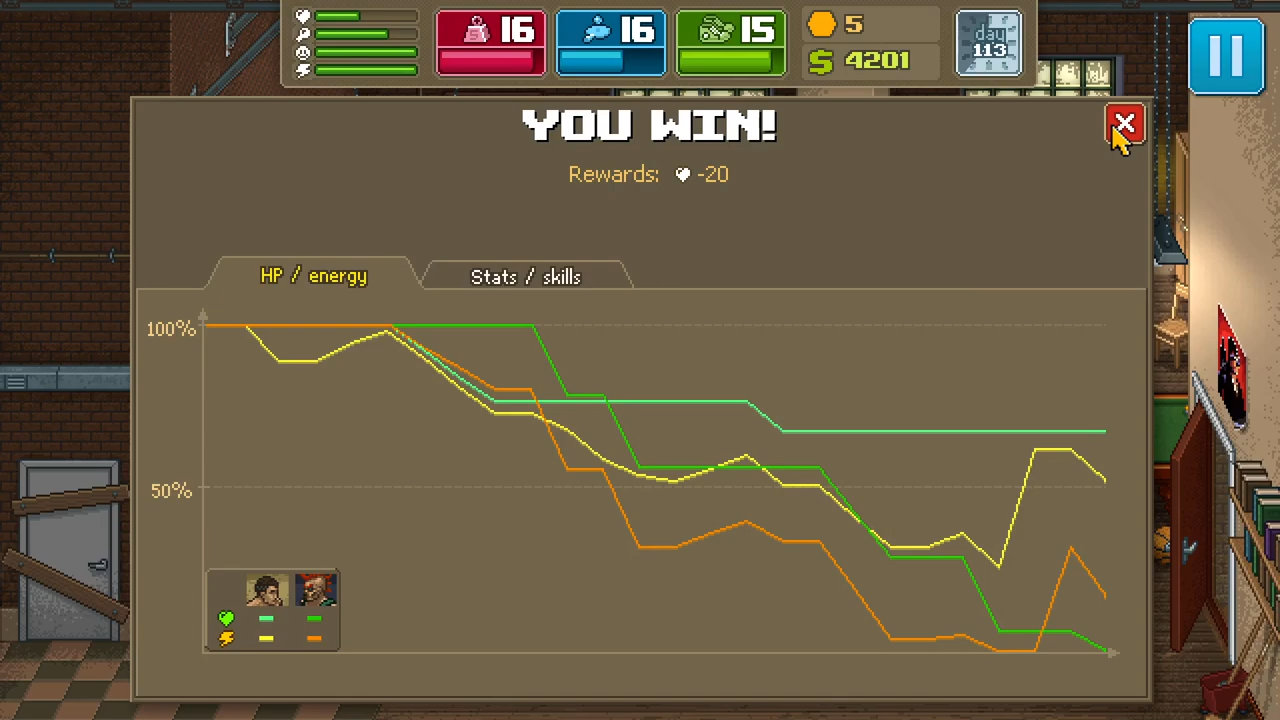 16
16
15
5
$ 4201
day
113
YOU WIN!
Rewards: -20
HP / energy
Stats / skills
100%
50%